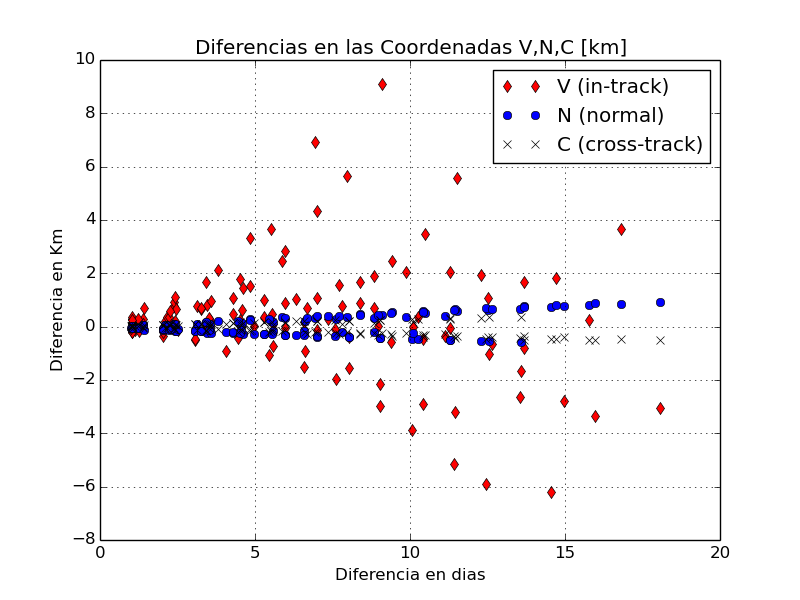 Diferencias en las Coordenadas V,N,C [km]
V (in-track)
N (normal)
C (cross-track)
Diferencia en Km
10
8
6
4
2
0
−2
−4
−6
−8
0 5 10 15 20
Diferencia en dias